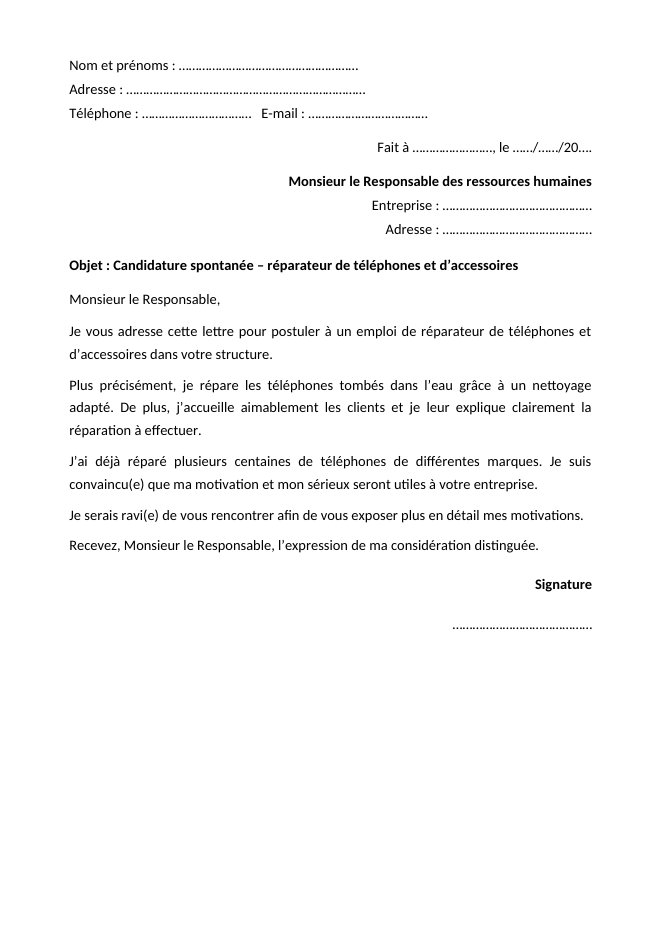 Nom et prénoms : ……………………………………………….
Adresse : ………………………………………………………………
Téléphone : …………………………… E-mail : ………………………………
Fait à ……………………, le ……/……/20….
Monsieur le Responsable des ressources humaines
Entreprise : ………………………………………
Adresse : ………………………………………
Objet : Candidature spontanée – réparateur de téléphones et d’accessoires
Monsieur le Responsable,
Je vous adresse cette lettre pour postuler à un emploi de réparateur de téléphones et
d’accessoires dans votre structure.
Plus précisément, je répare les téléphones tombés dans l’eau grâce à un nettoyage
adapté. De plus, j’accueille aimablement les clients et je leur explique clairement la
réparation à effectuer.
J’ai déjà réparé plusieurs centaines de téléphones de différentes marques. Je suis
convaincu(e) que ma motivation et mon sérieux seront utiles à votre entreprise.
Je serais ravi(e) de vous rencontrer afin de vous exposer plus en détail mes motivations.
Recevez, Monsieur le Responsable, l’expression de ma considération distinguée.
Signature
……………………………………